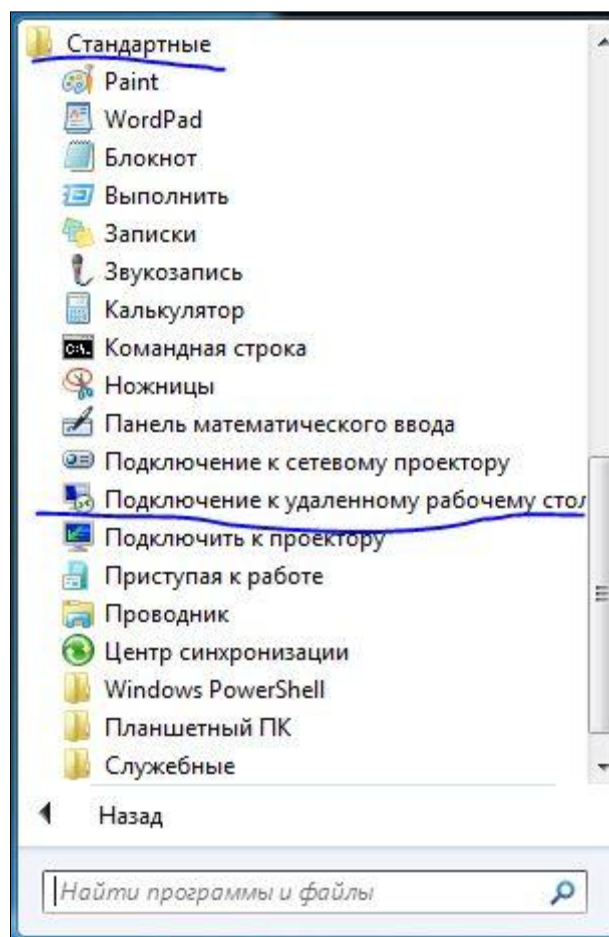 Стандартные
Paint
WordPad
Блокнот
Выполнить
Записки
Звукозапись
Калькулятор
Командная строка
Ножницы
Панель математического ввода
Подключение к сетевому проектору
Подключение к удаленному рабочему стол
Подключить к проектору
Приступая к работе
Проводник
Центр синхронизации
Windows PowerShell
Планшетный ПК
Служебные
Назад
Найти программы и файлы